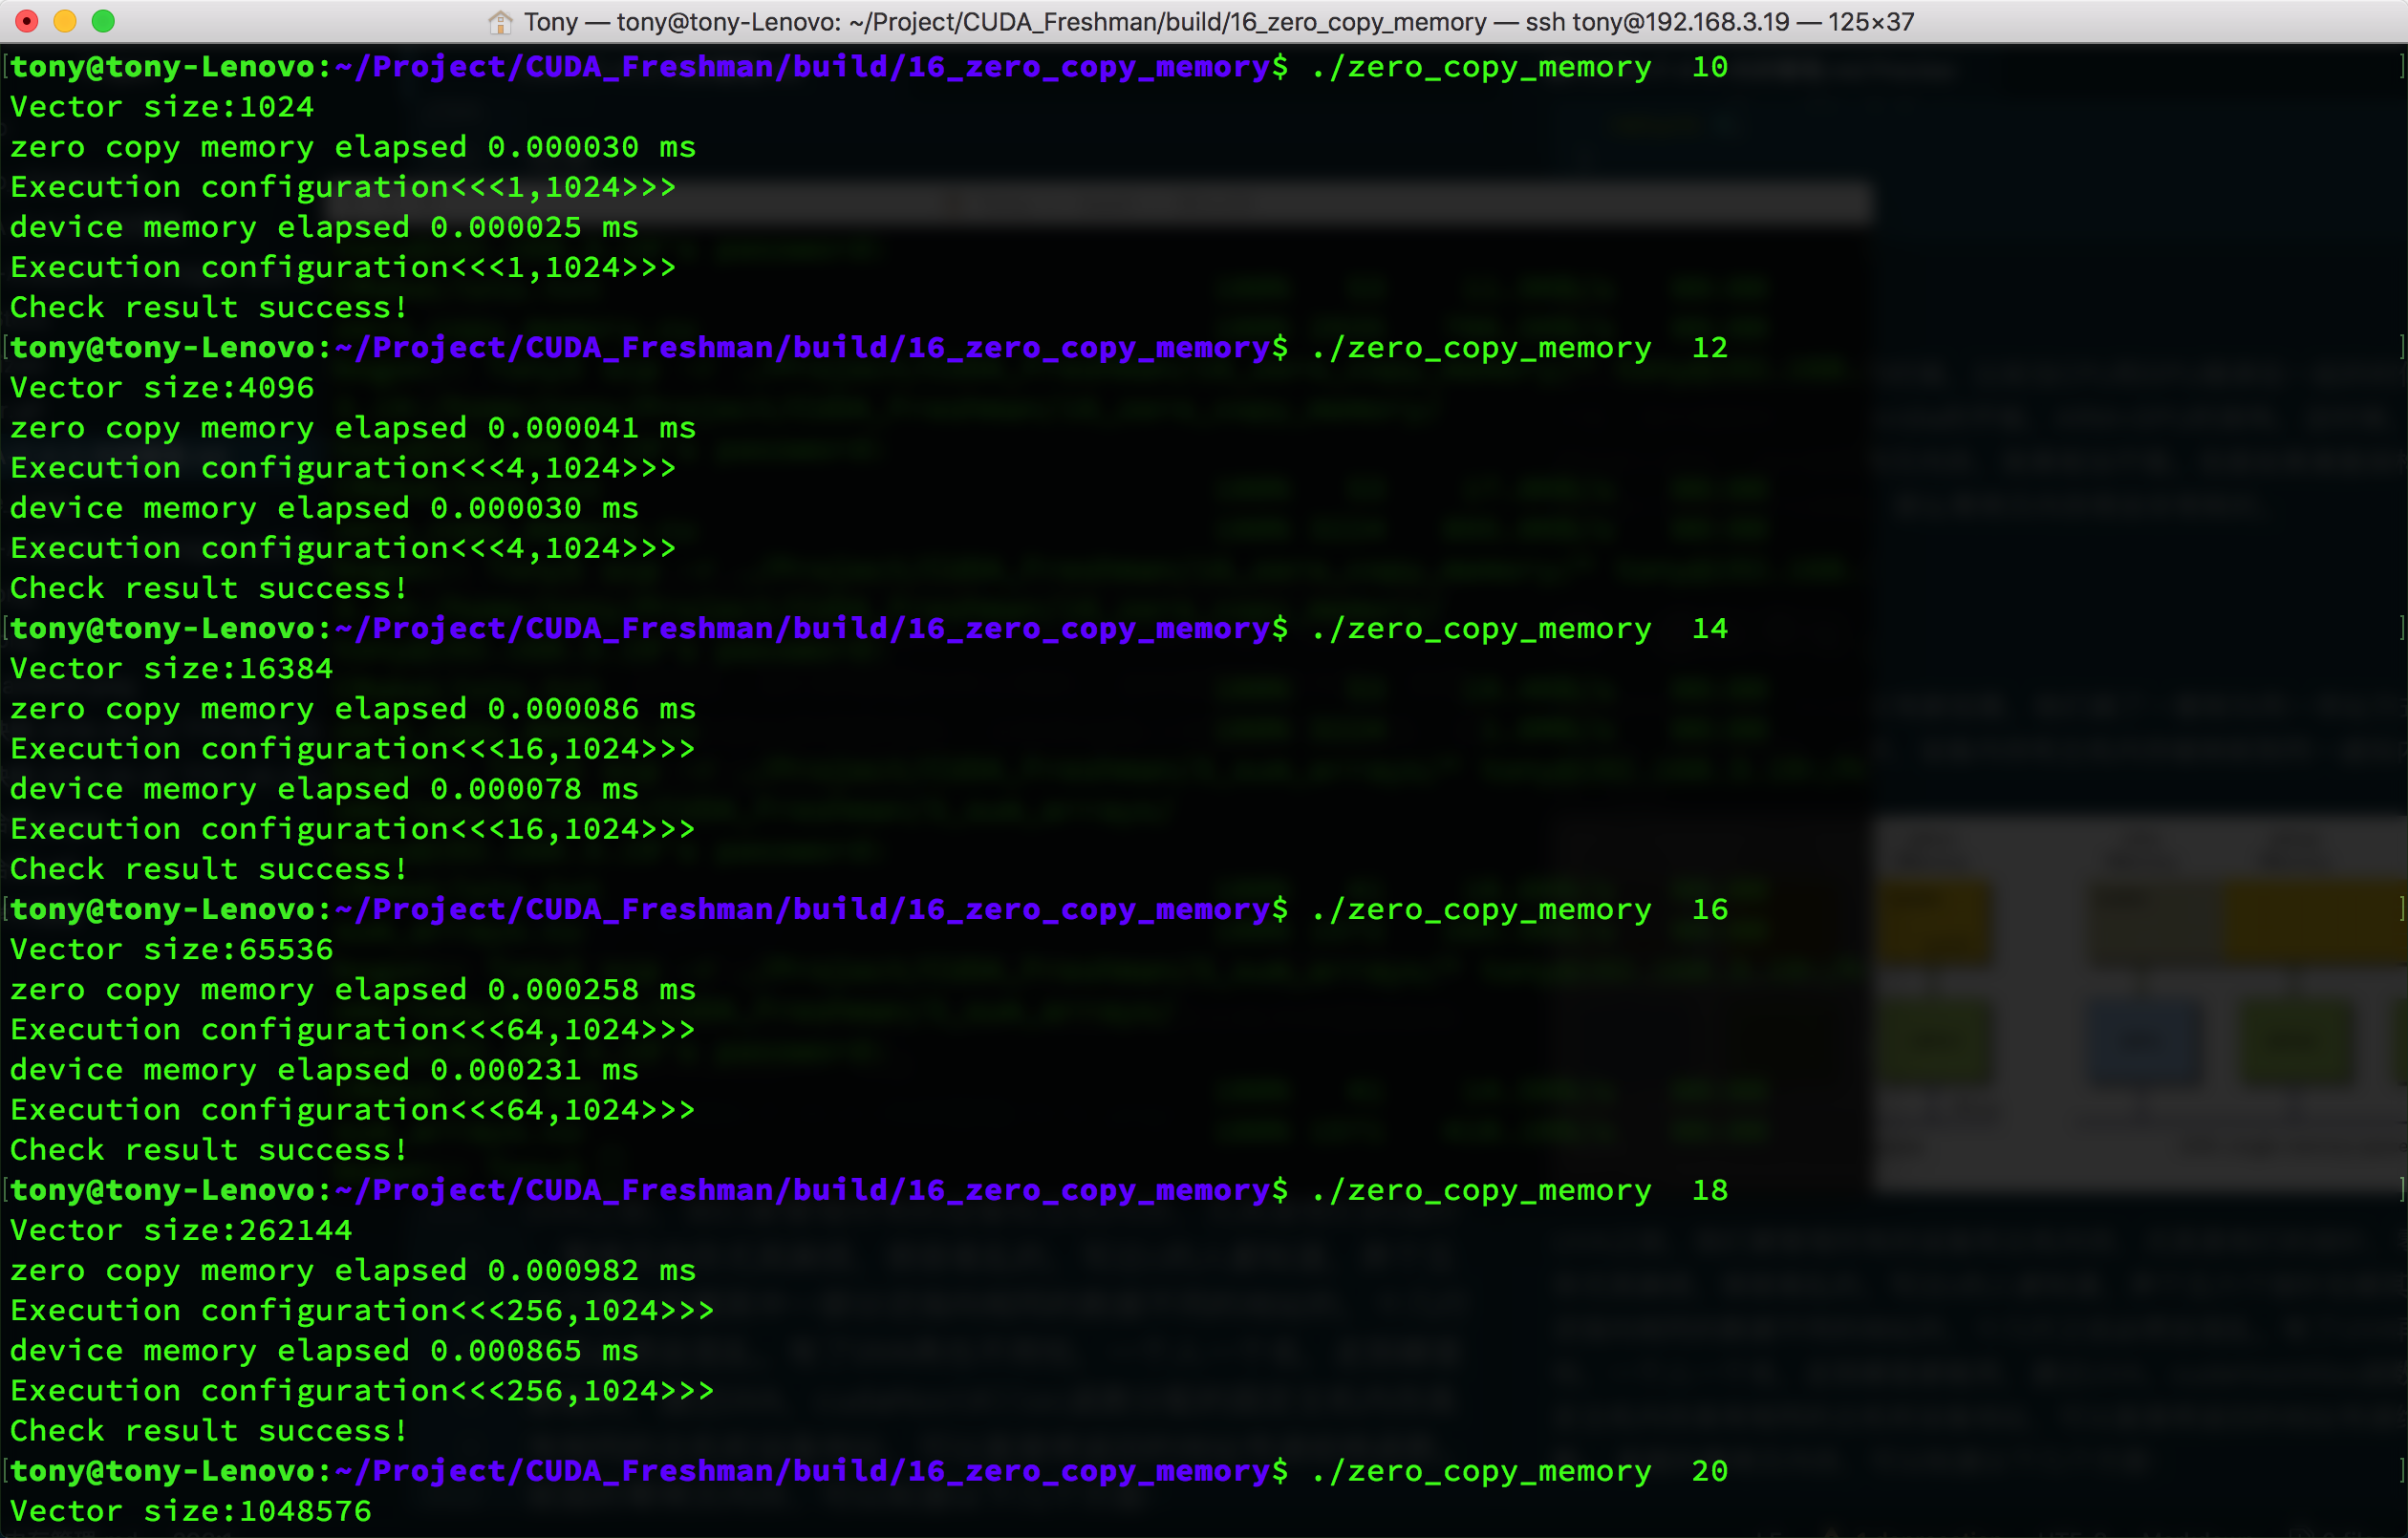 Tony — tony@tony-Lenovo: ~/Project/CUDA_Freshman/build/16_zero_copy_memory — ssh tony@192.168.3.19 — 125×37
[tony@tony-Lenovo:~/Project/CUDA_Freshman/build/16_zero_copy_memory$ ./zero_copy_memory  10 ]
Vector size:1024
zero copy memory elapsed 0.000030 ms
Execution configuration<<<1,1024>>>
device memory elapsed 0.000025 ms
Execution configuration<<<1,1024>>>
Check result success!
[tony@tony-Lenovo:~/Project/CUDA_Freshman/build/16_zero_copy_memory$ ./zero_copy_memory  12 ]
Vector size:4096
zero copy memory elapsed 0.000041 ms
Execution configuration<<<4,1024>>>
device memory elapsed 0.000030 ms
Execution configuration<<<4,1024>>>
Check result success!
[tony@tony-Lenovo:~/Project/CUDA_Freshman/build/16_zero_copy_memory$ ./zero_copy_memory  14 ]
Vector size:16384
zero copy memory elapsed 0.000086 ms
Execution configuration<<<16,1024>>>
device memory elapsed 0.000078 ms
Execution configuration<<<16,1024>>>
Check result success!
[tony@tony-Lenovo:~/Project/CUDA_Freshman/build/16_zero_copy_memory$ ./zero_copy_memory  16 ]
Vector size:65536
zero copy memory elapsed 0.000258 ms
Execution configuration<<<64,1024>>>
device memory elapsed 0.000231 ms
Execution configuration<<<64,1024>>>
Check result success!
[tony@tony-Lenovo:~/Project/CUDA_Freshman/build/16_zero_copy_memory$ ./zero_copy_memory  18 ]
Vector size:262144
zero copy memory elapsed 0.000982 ms
Execution configuration<<<256,1024>>>
device memory elapsed 0.000865 ms
Execution configuration<<<256,1024>>>
Check result success!
[tony@tony-Lenovo:~/Project/CUDA_Freshman/build/16_zero_copy_memory$ ./zero_copy_memory  20 ]
Vector size:1048576